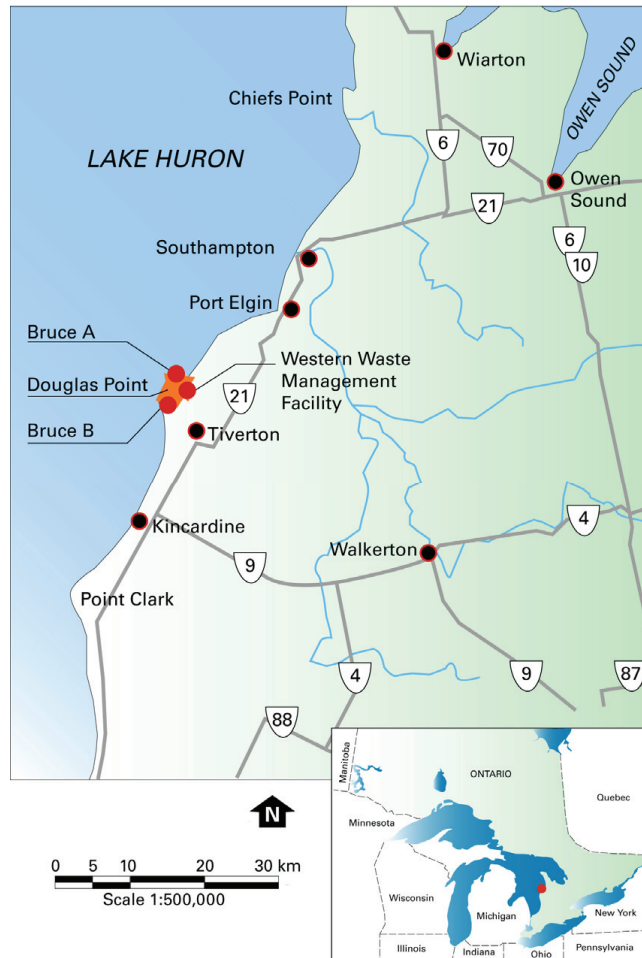 Wiarton
Chiefs Point
OWEN SOUND
LAKE HURON
6
70
Owen
Sound
21
Southampton
6
10
Port Elgin
Bruce A
Western Waste
Management
Facility
Douglas Point
21
Bruce B
Tiverton
Kincardine
4
Walkerton
9
Point Clark
4
9
87
88
N
0 5 10 20 30 km
Scale 1:500,000
Manitoba
ONTARIO
Quebec
Minnesota
Wisconsin
Michigan
New York
Illinois
Indiana
Ohio
Pennsylvania